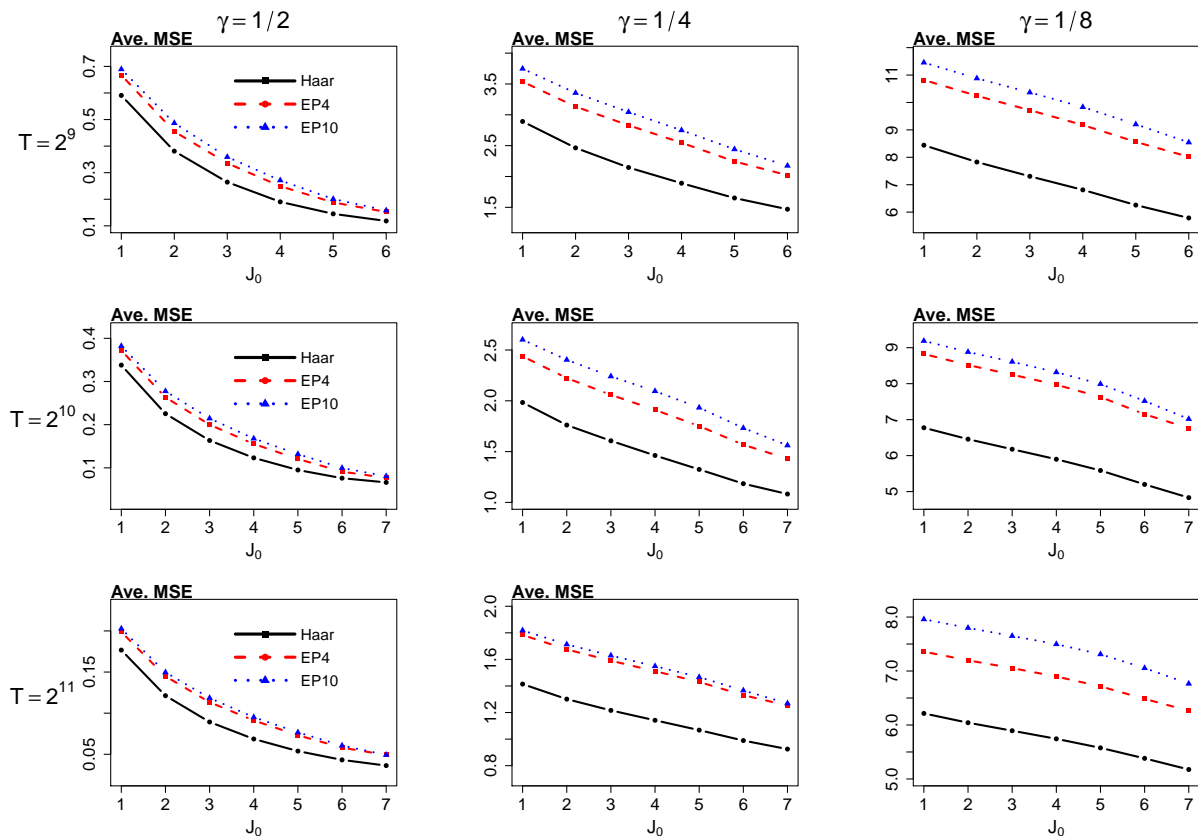 γ = 1/2
γ = 1/4
γ = 1/8
T = 2^9
Ave. MSE
0.1 0.3 0.5 0.7
Haar
EP4
EP10
1 2 3 4 5 6
J₀
Ave. MSE
1.5 2.5 3.5
1 2 3 4 5 6
J₀
Ave. MSE
6 8 9 11
1 2 3 4 5 6
J₀
T = 2^10
Ave. MSE
0.1 0.2 0.3 0.4
Haar
EP4
EP10
1 2 3 4 5 6 7
J₀
Ave. MSE
1.0 1.5 2.0 2.5
1 2 3 4 5 6 7
J₀
5 6 7 8 9
1 2 3 4 5 6 7
J₀
T = 2^11
Ave. MSE
0.05 0.15
Haar
EP4
EP10
1 2 3 4 5 6 7
J₀
Ave. MSE
0.8 1.2 1.6 2.0
1 2 3 4 5 6 7
J₀
5.0 6.0 7.0 8.0
1 2 3 4 5 6 7
J₀